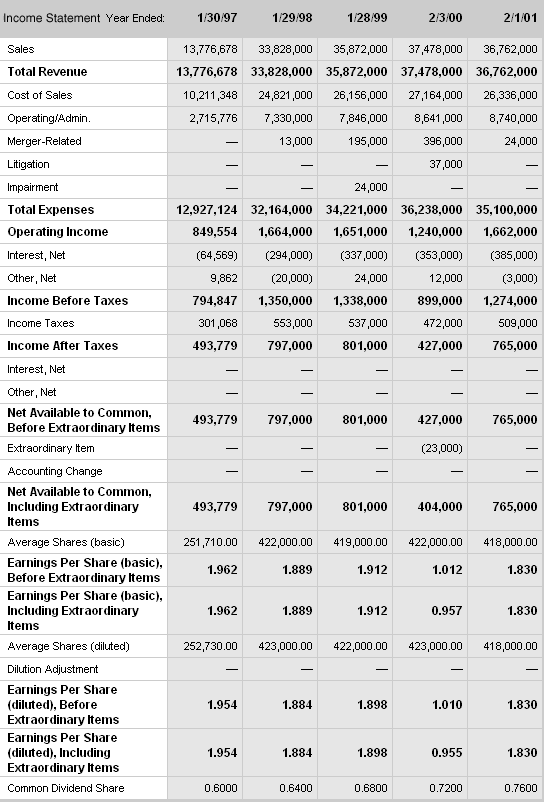 Income Statement Year Ended: 1/30/97 1/29/98 1/28/99 2/3/00 2/1/01
Sales 13,776,678 33,828,000 35,872,000 37,478,000 36,762,000
Total Revenue 13,776,678 33,828,000 35,872,000 37,478,000 36,762,000
Cost of Sales 10,211,348 24,821,000 26,156,000 27,164,000 26,336,000
Operating/Admin. 2,715,776 7,330,000 7,846,000 8,641,000 8,740,000
Merger-Related — 13,000 195,000 396,000 24,000
Litigation — — — 37,000 —
Impairment — — 24,000 — —
Total Expenses 12,927,124 32,164,000 34,221,000 36,238,000 35,100,000
Operating Income 849,554 1,664,000 1,651,000 1,240,000 1,662,000
Interest, Net (64,569) (294,000) (337,000) (353,000) (385,000)
Other, Net 9,862 (20,000) 24,000 12,000 (3,000)
Income Before Taxes 794,847 1,350,000 1,338,000 899,000 1,274,000
Income Taxes 301,068 553,000 537,000 472,000 509,000
Income After Taxes 493,779 797,000 801,000 427,000 765,000
Interest, Net — — — — —
Other, Net — — — — —
Net Available to Common,
Before Extraordinary Items 493,779 797,000 801,000 427,000 765,000
Extraordinary Item — — — (23,000) —
Accounting Change — — — — —
Net Available to Common,
Including Extraordinary 493,779 797,000 801,000 404,000 765,000
Items
Average Shares (basic) 251,710.00 422,000.00 419,000.00 422,000.00 418,000.00
Earnings Per Share (basic),
Before Extraordinary Items 1.962 1.889 1.912 1.012 1.830
Earnings Per Share (basic),
Including Extraordinary 1.962 1.889 1.912 0.957 1.830
Items
Average Shares (diluted) 252,730.00 423,000.00 422,000.00 423,000.00 418,000.00
Dilution Adjustment — — — — —
Earnings Per Share
(diluted), Before 1.954 1.884 1.898 1.010 1.830
Extraordinary Items
Earnings Per Share
(diluted), Including 1.954 1.884 1.898 0.955 1.830
Extraordinary Items
Common Dividend Share 0.6000 0.6400 0.6800 0.7200 0.7600